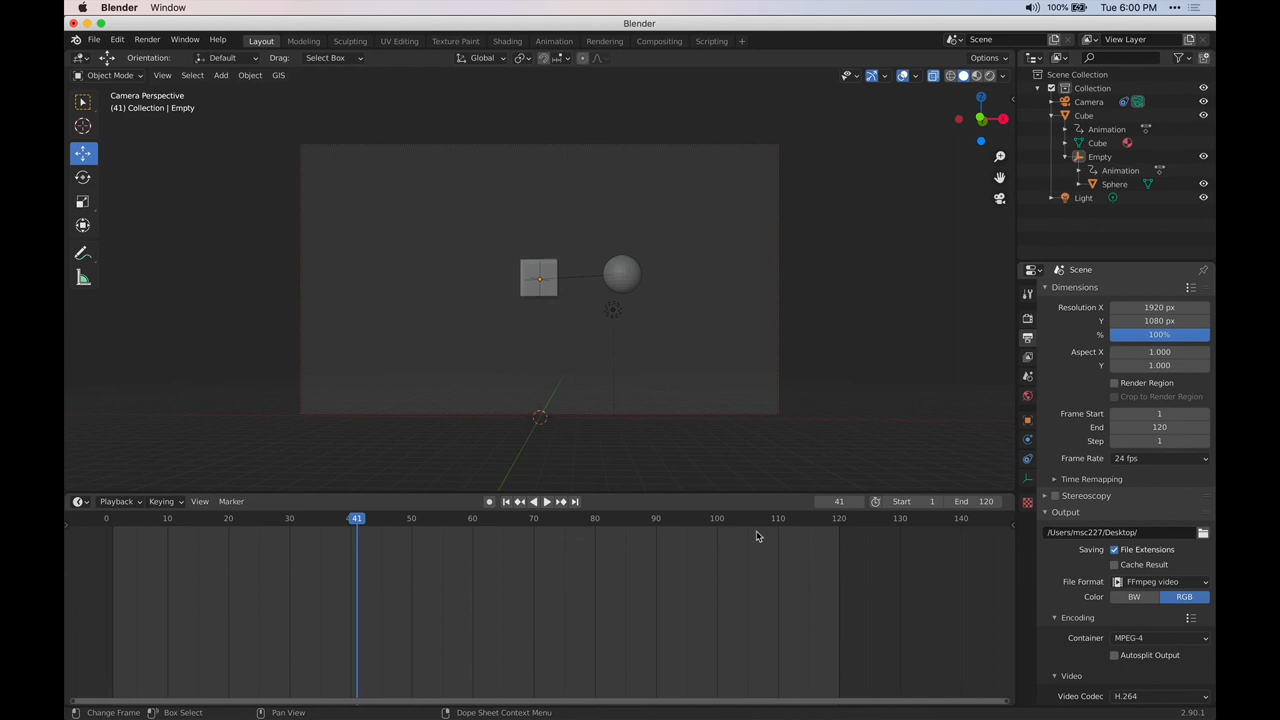 Blender Window 100% Tue 6:00 PM
Blender
File Edit Render Window Help Layout Modeling Sculpting UV Editing Texture Paint Shading Animation Rendering Compositing Scripting + Scene View Layer
Orientation: Default Drag: Select Box Global Options
Object Mode View Select Add Object GIS
Camera Perspective
(41) Collection | Empty
Z
X
Scene Collection
Collection
Camera
Cube
Animation
Cube
Empty
Animation
Sphere
Light
Scene
Dimensions
Resolution X 1920 px
Y 1080 px
% 100%
Aspect X 1.000
Y 1.000
Render Region
Crop to Render Region
Frame Start 1
End 120
Step 1
Frame Rate 24 fps
Time Remapping
Stereoscopy
Output
/Users/msc227/Desktop/
Saving File Extensions
Cache Result
File Format FFmpeg video
Color BW RGB
Encoding
Container MPEG-4
Autosplit Output
Video
Video Codec H.264
Playback Keying View Marker 41 Start 1 End 120
0 10 20 30 41 50 60 70 80 90 100 110 120 130 140
Change Frame Box Select Pan View Dope Sheet Context Menu 2.90.1